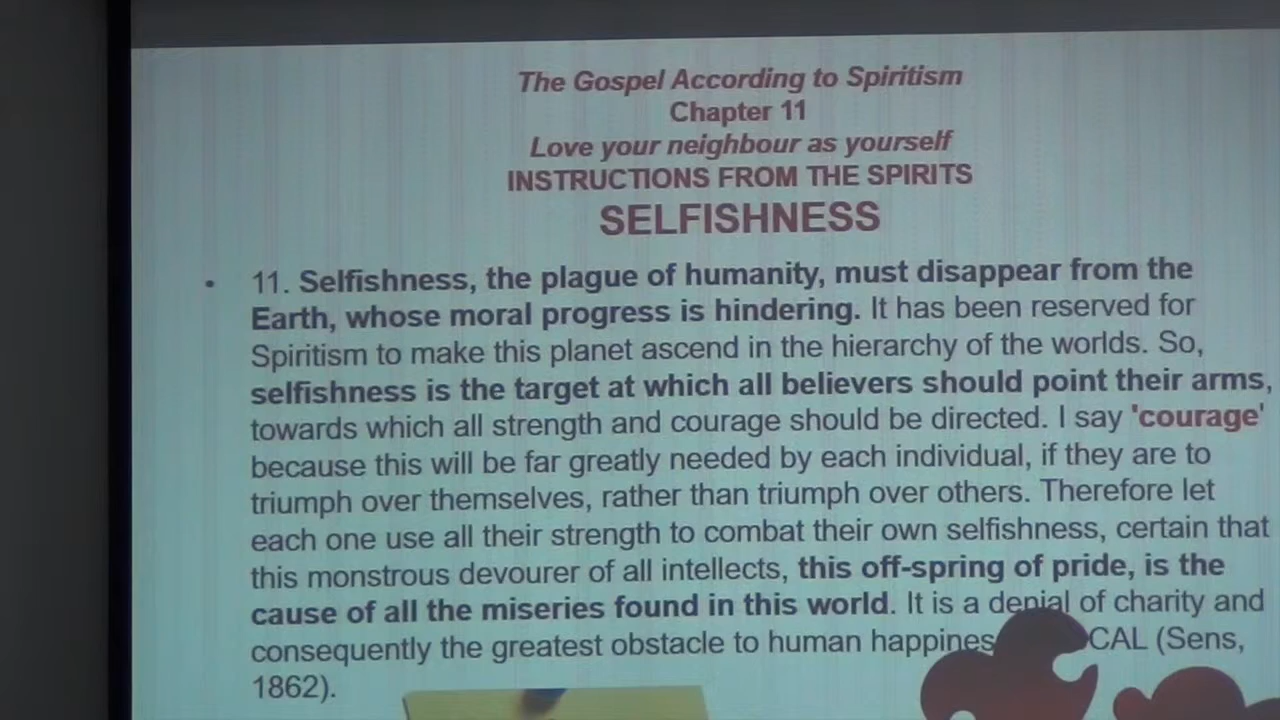 The Gospel According to Spiritism
Chapter 11
Love your neighbour as yourself
INSTRUCTIONS FROM THE SPIRITS
SELFISHNESS
• 11. Selfishness, the plague of humanity, must disappear from the
Earth, whose moral progress is hindering. It has been reserved for
Spiritism to make this planet ascend in the hierarchy of the worlds. So,
selfishness is the target at which all believers should point their arms,
towards which all strength and courage should be directed. I say 'courage'
because this will be far greatly needed by each individual, if they are to
triumph over themselves, rather than triumph over others. Therefore let
each one use all their strength to combat their own selfishness, certain that
this monstrous devourer of all intellects, this off-spring of pride, is the
cause of all the miseries found in this world. It is a denial of charity and
consequently the greatest obstacle to human happines CAL (Sens,
1862).